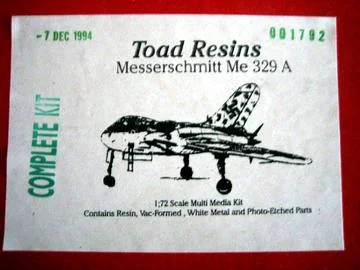 -7 DEC 1994
001792
Toad Resins
Messerschmitt Me 329 A
COMPLETE KIT
1;72 Scale Multi Media Kit
Contains Resin, Vac-Formed , White Metal and Photo-Etched Parts